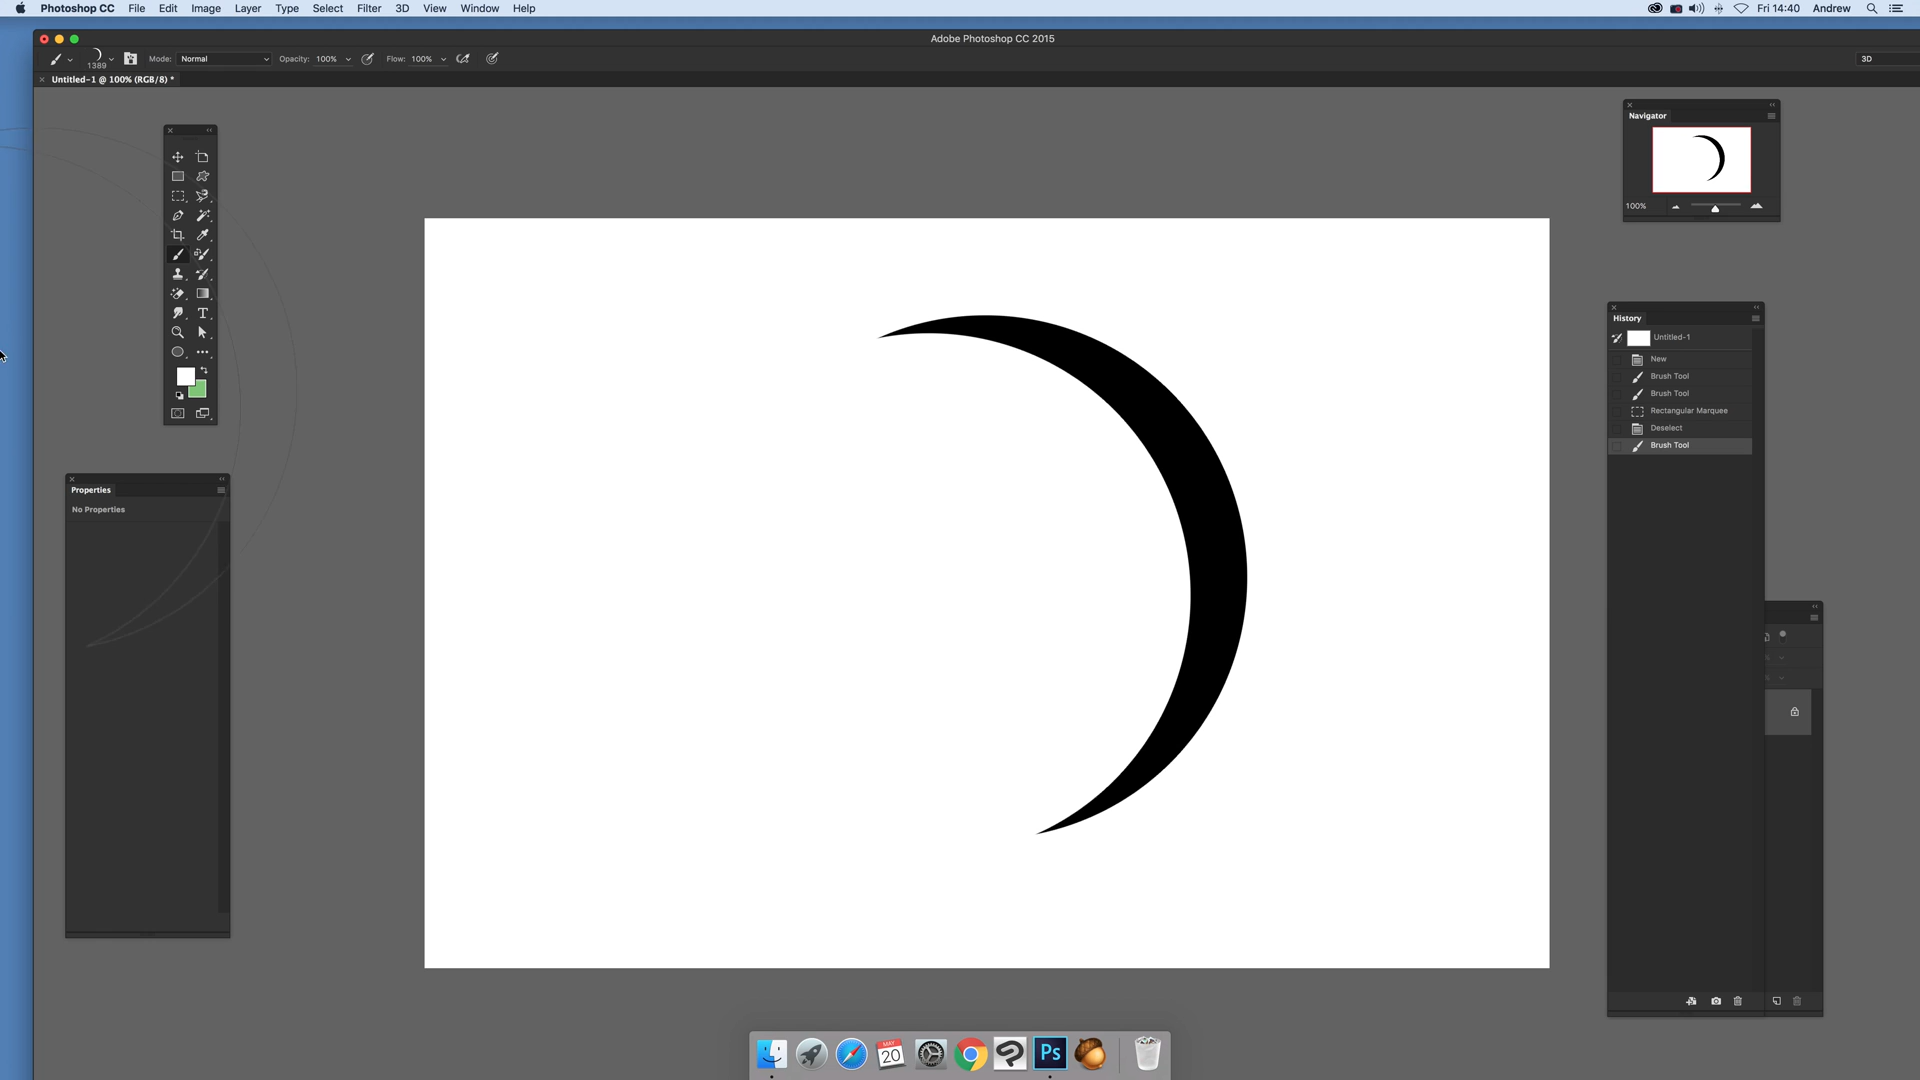 Photoshop CC File Edit Image Layer Type Select Filter 3D View Window Help Fri 14:40 Andrew
Adobe Photoshop CC 2015
1389 Mode: Normal Opacity: 100% Flow: 100% 3D
Untitled-1 @ 100% (RGB/8) *
Navigator
100%
History
Untitled-1
New
Brush Tool
Brush Tool
Rectangular Marquee
Deselect
Brush Tool
Properties
No Properties
MAY
20
Ps